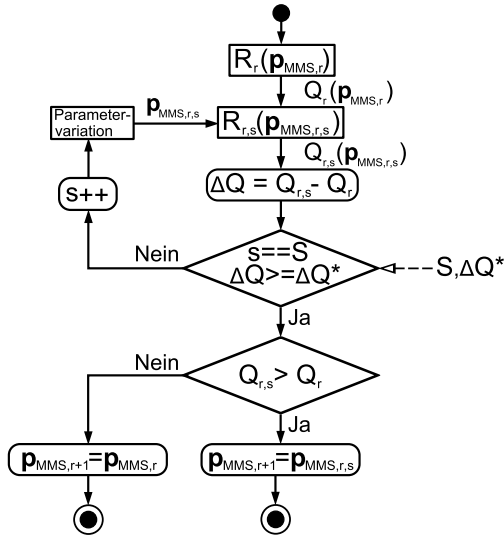 R_r(p_MMS,r)
Q_r(p_MMS,r)
Parameter-
variation
p_MMS,r,s
R_r,s(p_MMS,r,s)
Q_r,s(p_MMS,r,s)
s++
ΔQ = Q_r,s- Q_r
Nein
s==S
ΔQ>=ΔQ*
S,ΔQ*
Ja
Nein
Q_r,s> Q_r
Ja
p_MMS,r+1=p_MMS,r
p_MMS,r+1=p_MMS,r,s